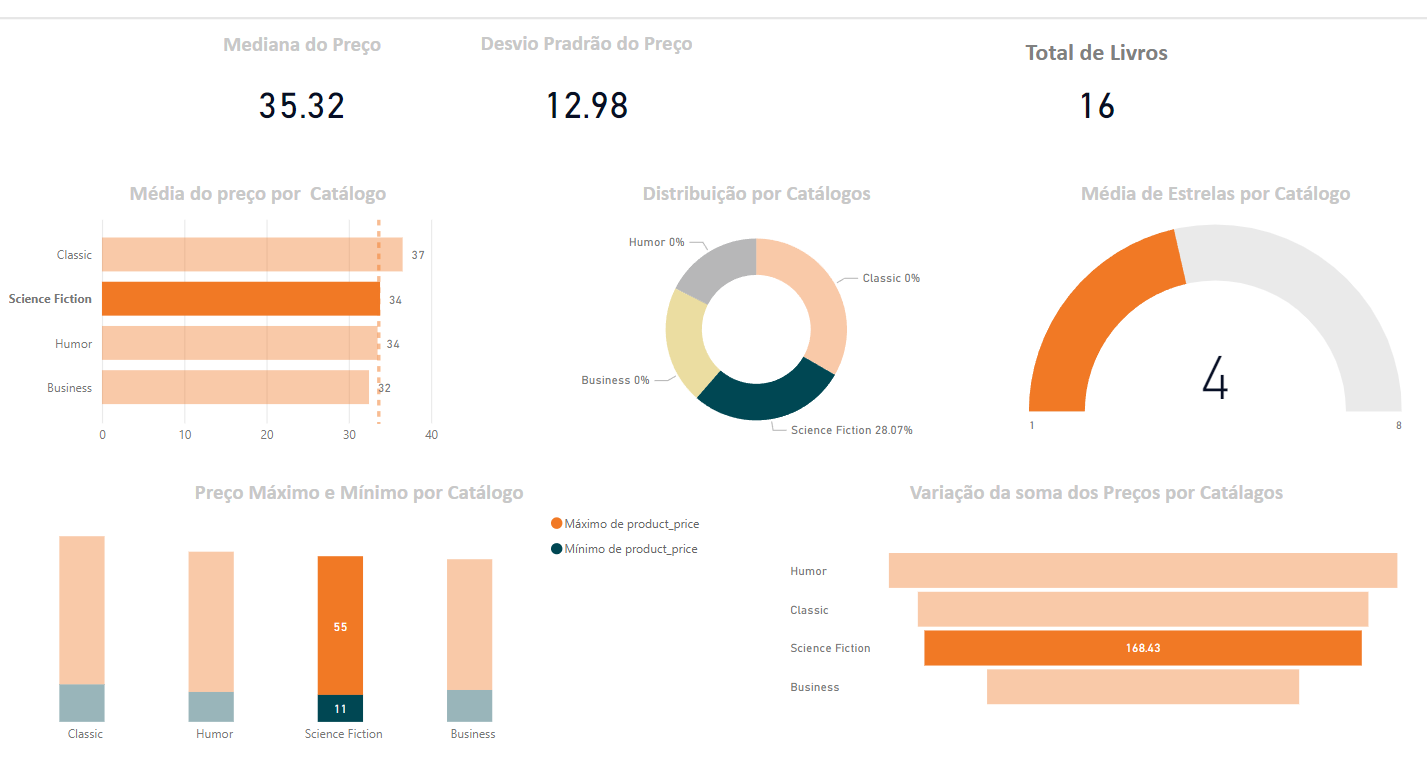 Mediana do Preço
Desvio Pradrão do Preço
Total de Livros
35.32
12.98
16
Média do preço por Catálogo
Classic
37
Science Fiction
34
Humor
34
Business
32
0
10
20
30
40
Distribuição por Catálogos
Humor 0%
Classic 0%
Business 0%
Science Fiction 28.07%
Média de Estrelas por Catálogo
4
1
8
Preço Máximo e Mínimo por Catálogo
Máximo de product_price
Mínimo de product_price
55
11
Classic
Humor
Science Fiction
Business
Variação da soma dos Preços por Catálagos
Humor
Classic
Science Fiction
168.43
Business